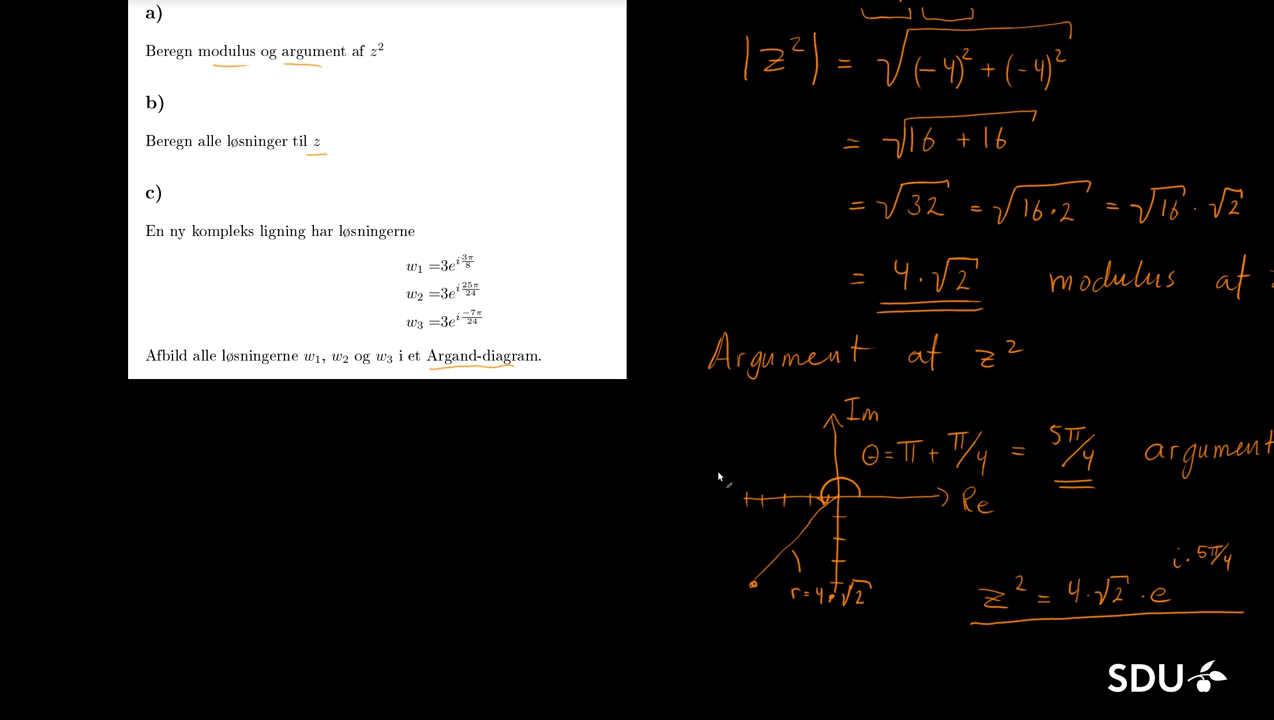 a)
Beregn modulus og argument af z²
b)
Beregn alle løsninger til z
c)
En ny kompleks ligning har løsningerne
w₁ =3e^{i\frac{3π}{8}}
w₂ =3e^{i\frac{25π}{24}}
w₃ =3e^{i\frac{-7π}{24}}
Afbild alle løsningerne w₁, w₂ og w₃ i et Argand-diagram.
|z²| = √((-4)² + (-4)²)
= √(16 + 16)
= √32 = √(16·2) = √16 · √2
= 4·√2 modulus af
Argument af z²
Im
θ = π + π/4 = 5π/4 argument
Re
r = 4·√2
z² = 4·√2 · e^{i·5π/4}
SDU